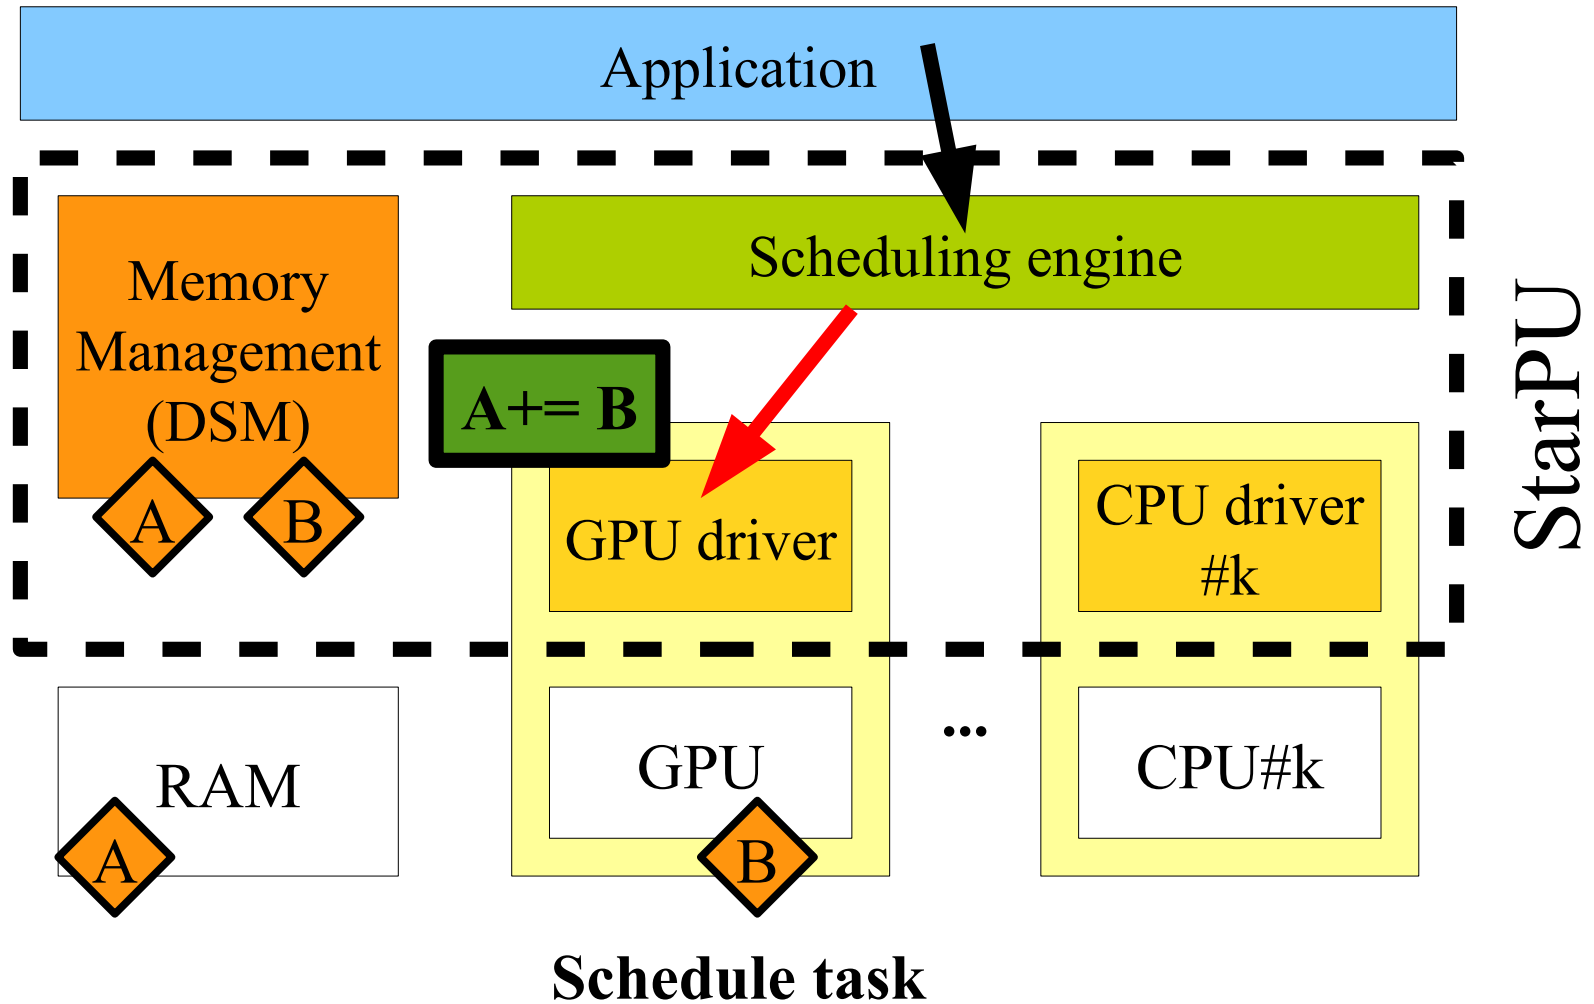 Application
Memory
Management
(DSM)
A
B
Scheduling engine
A+= B
GPU driver
CPU driver
#k
StarPU
RAM
A
GPU
B
...
CPU#k
Schedule task